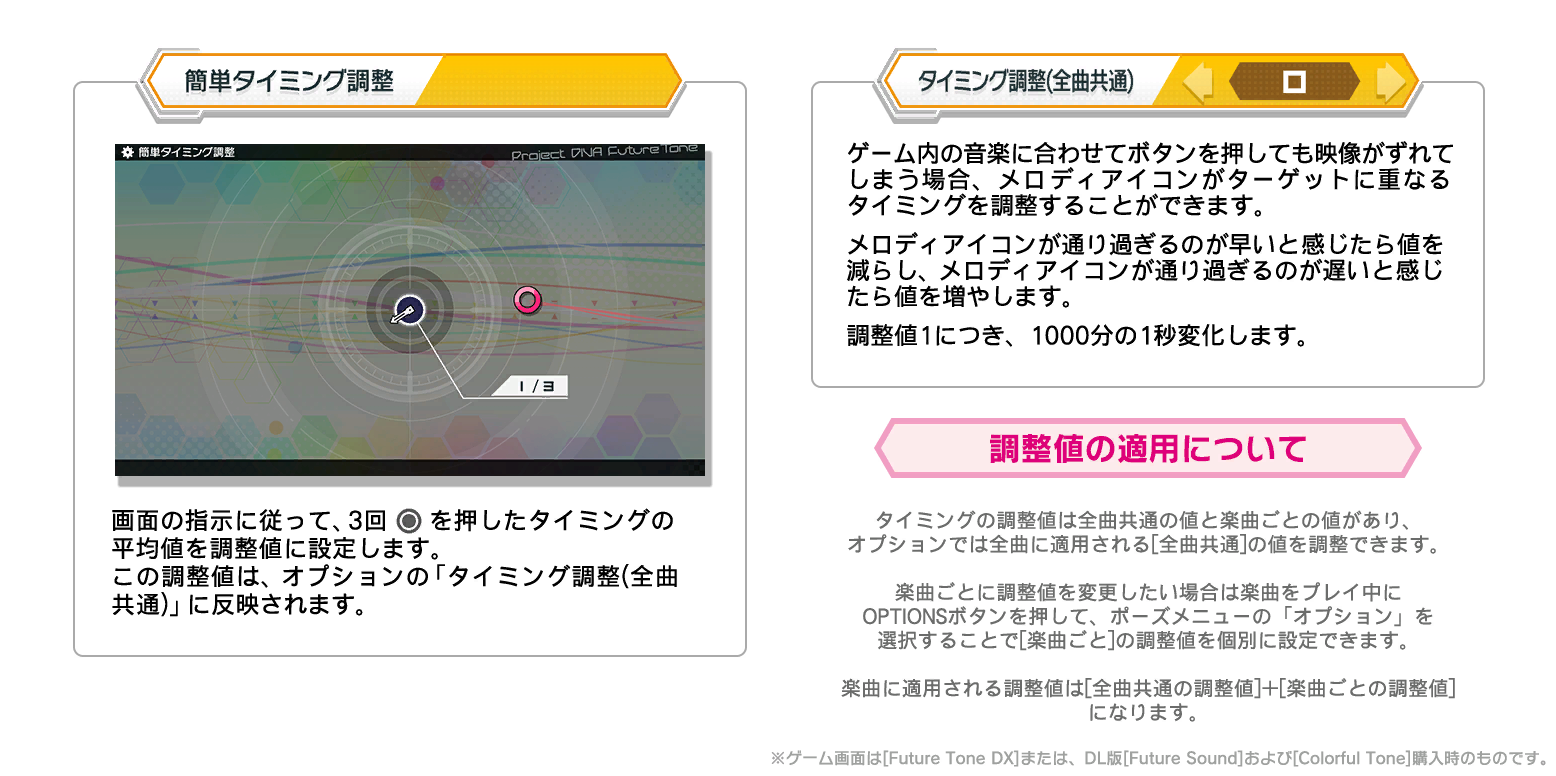 簡単タイミング調整
簡単タイミング調整
Project DIVA Future Tone
1/3
画面の指示に従って、3回 を押したタイミングの
平均値を調整値に設定します。
この調整値は、オプションの「タイミング調整(全曲
共通)」に反映されます。
タイミング調整(全曲共通)
ゲーム内の音楽に合わせてボタンを押しても映像がずれて
しまう場合、メロディアイコンがターゲットに重なる
タイミングを調整することができます。
メロディアイコンが通り過ぎるのが早いと感じたら値を
減らし、メロディアイコンが通り過ぎるのが遅いと感じ
たら値を増やします。
調整値1につき、1000分の1秒変化します。
調整値の適用について
タイミングの調整値は全曲共通の値と楽曲ごとの値があり、
オプションでは全曲に適用される[全曲共通]の値を調整できます。
楽曲ごとに調整値を変更したい場合は楽曲をプレイ中に
OPTIONSボタンを押して、ポーズメニューの「オプション」を
選択することで[楽曲ごと]の調整値を個別に設定できます。
楽曲に適用される調整値は[全曲共通の調整値]+[楽曲ごとの調整値]
になります。
※ゲーム画面は[Future Tone DX]または、DL版[Future Sound]および[Colorful Tone]購入時のものです。